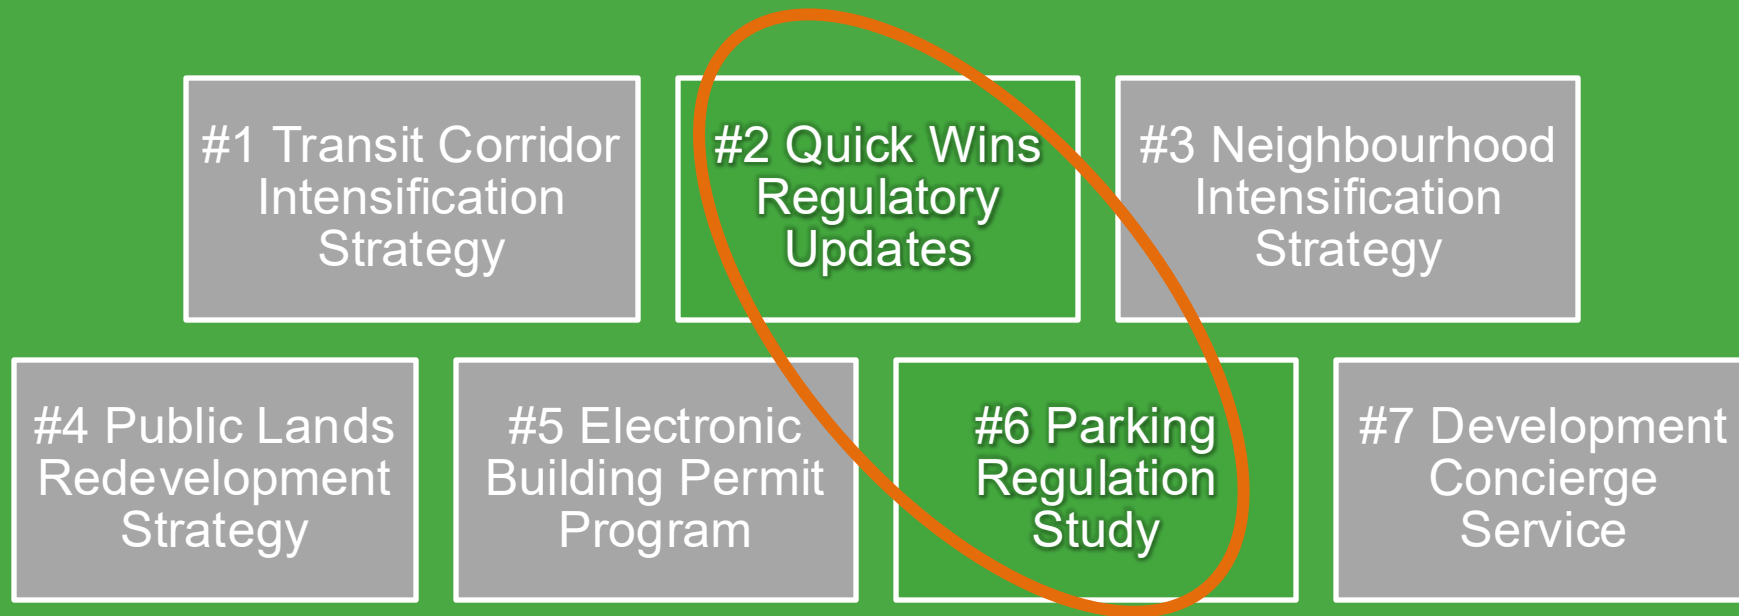 #1 Transit Corridor
Intensification
Strategy
#2 Quick Wins
Regulatory
Updates
#3 Neighbourhood
Intensification
Strategy
#4 Public Lands
Redevelopment
Strategy
#5 Electronic
Building Permit
Program
#6 Parking
Regulation
Study
#7 Development
Concierge
Service